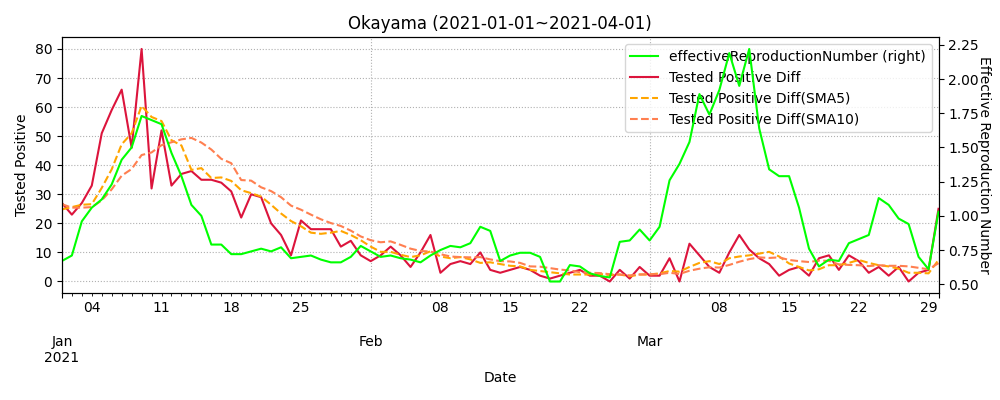 Okayama (2021-01-01~2021-04-01)
effectiveReproductionNumber (right)
Tested Positive Diff
Tested Positive Diff(SMA5)
Tested Positive Diff(SMA10)
Tested Positive
80
70
60
50
40
30
20
10
0
2.25
2.00
1.75
1.50
1.25
1.00
0.75
0.50
Effective Reproduction Number
04
11
18
25
08
15
22
08
15
22
29
Jan
2021
Feb
Mar
Date